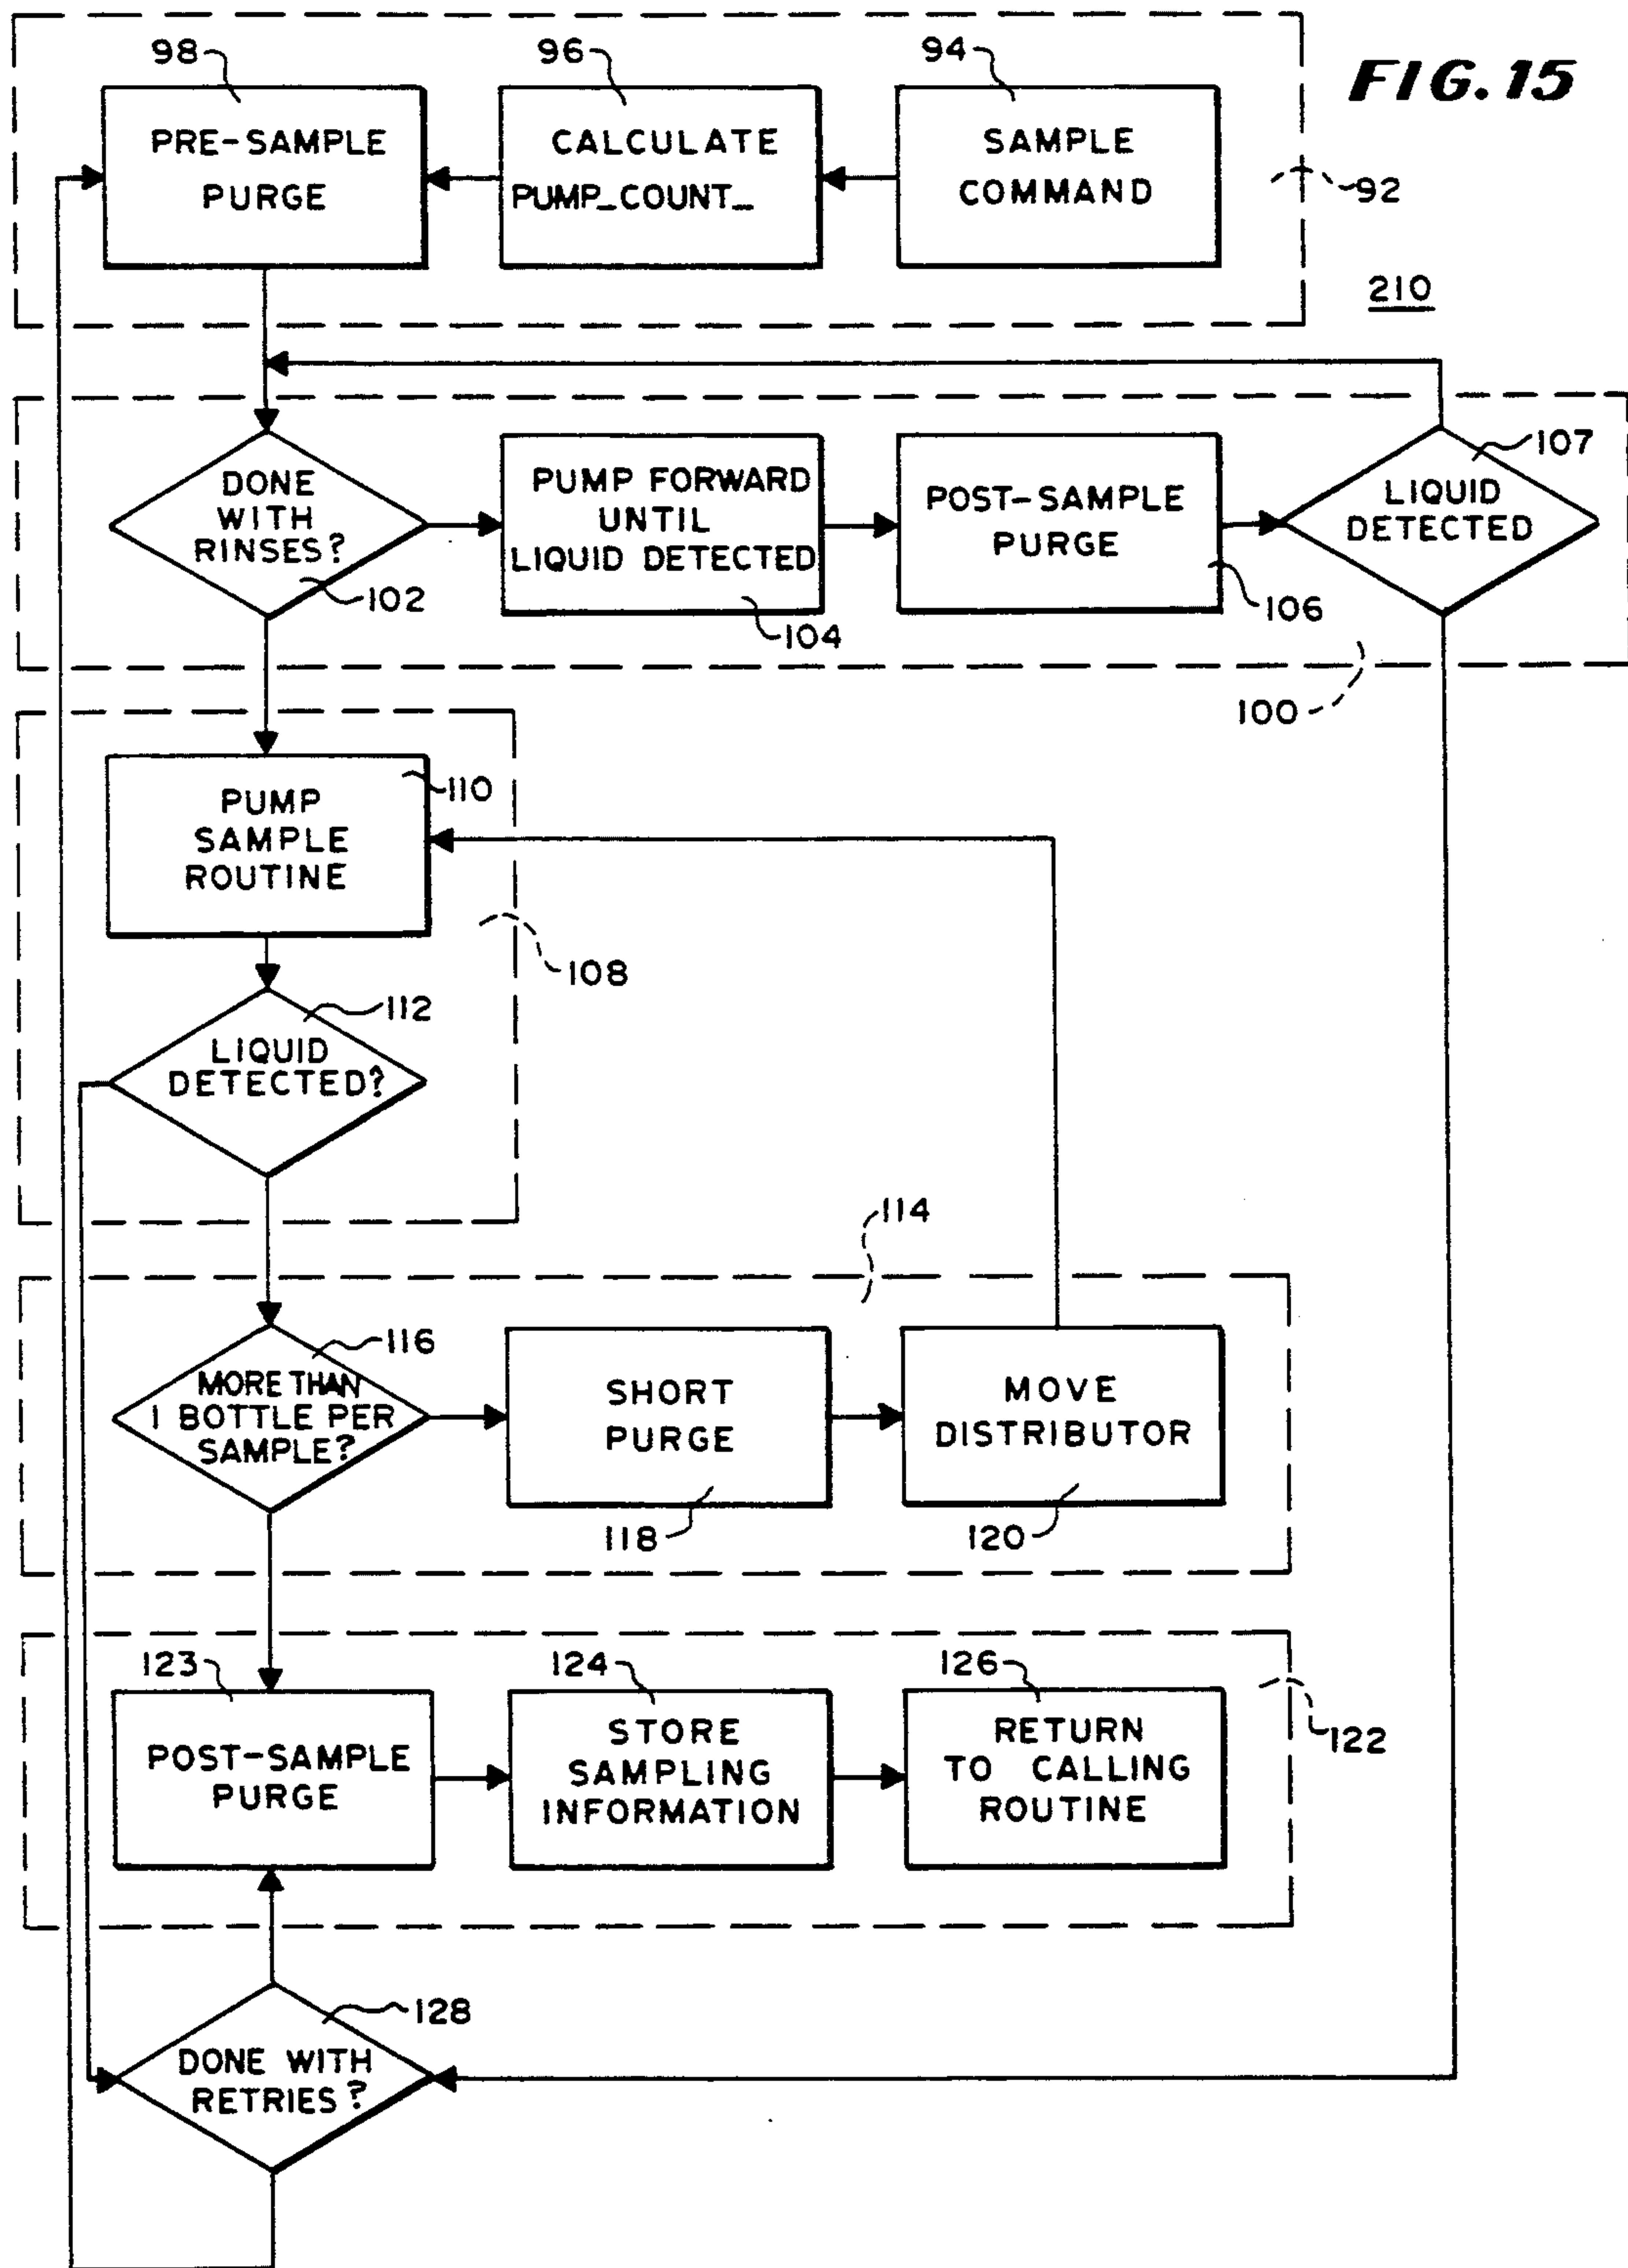 FIG. 15
98
96
94
PRE-SAMPLE
PURGE
CALCULATE
PUMP_COUNT_
SAMPLE
COMMAND
92
210
DONE
WITH
RINSES?
102
PUMP FORWARD
UNTIL
LIQUID DETECTED
104
POST-SAMPLE
PURGE
106
LIQUID
DETECTED
107
100
PUMP
SAMPLE
ROUTINE
110
108
112
LIQUID
DETECTED?
114
116
MORE THAN
1 BOTTLE PER
SAMPLE?
SHORT
PURGE
118
MOVE
DISTRIBUTOR
120
123
124
126
POST-SAMPLE
PURGE
STORE
SAMPLING
INFORMATION
RETURN
TO CALLING
ROUTINE
122
128
DONE WITH
RETRIES?